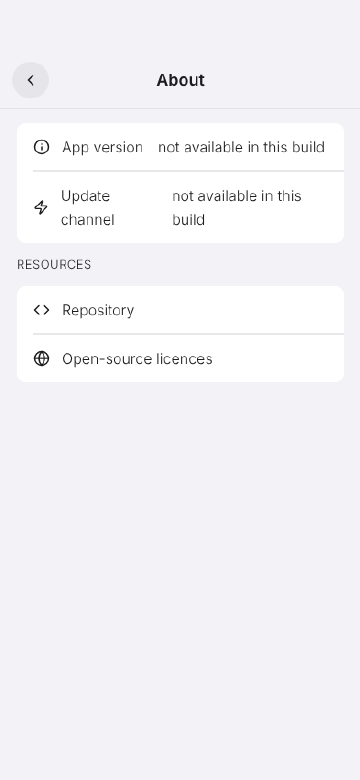 About
App version not available in this build
Update channel not available in this build
RESOURCES
Repository
Open-source licences